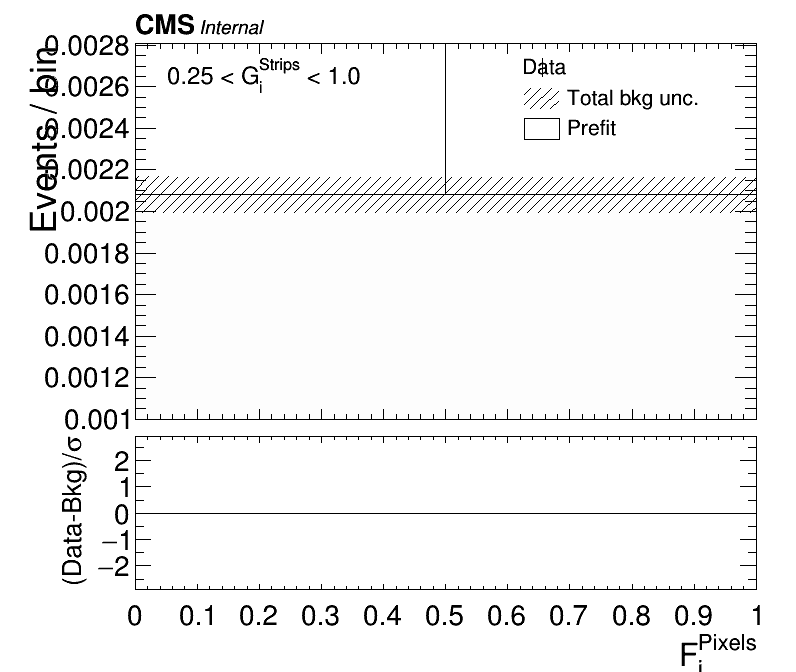 CMS Internal
Events / bin
0.0028
0.0026
0.0024
0.0022
0.002
0.0018
0.0016
0.0014
0.0012
0.001
0.25 < G_i^Strips < 1.0
Data
Total bkg unc.
Prefit
(Data-Bkg)/σ
2
1
0
−1
−2
0 0.1 0.2 0.3 0.4 0.5 0.6 0.7 0.8 0.9 1
F_i^Pixels